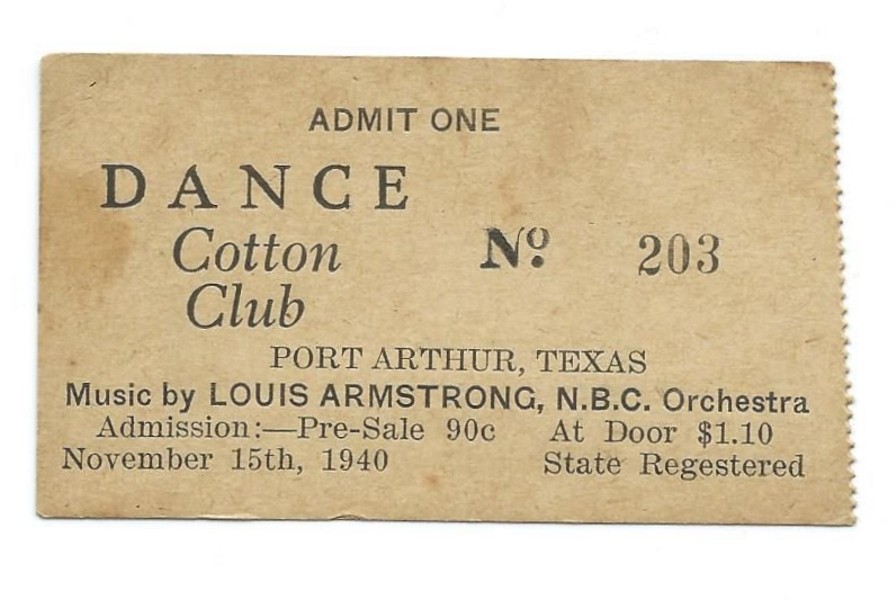 ADMIT ONE
DANCE
Cotton
Club
Nº 203
PORT ARTHUR, TEXAS
Music by LOUIS ARMSTRONG, N.B.C. Orchestra
Admission:—Pre-Sale 90c At Door $1.10
November 15th, 1940 State Regestered